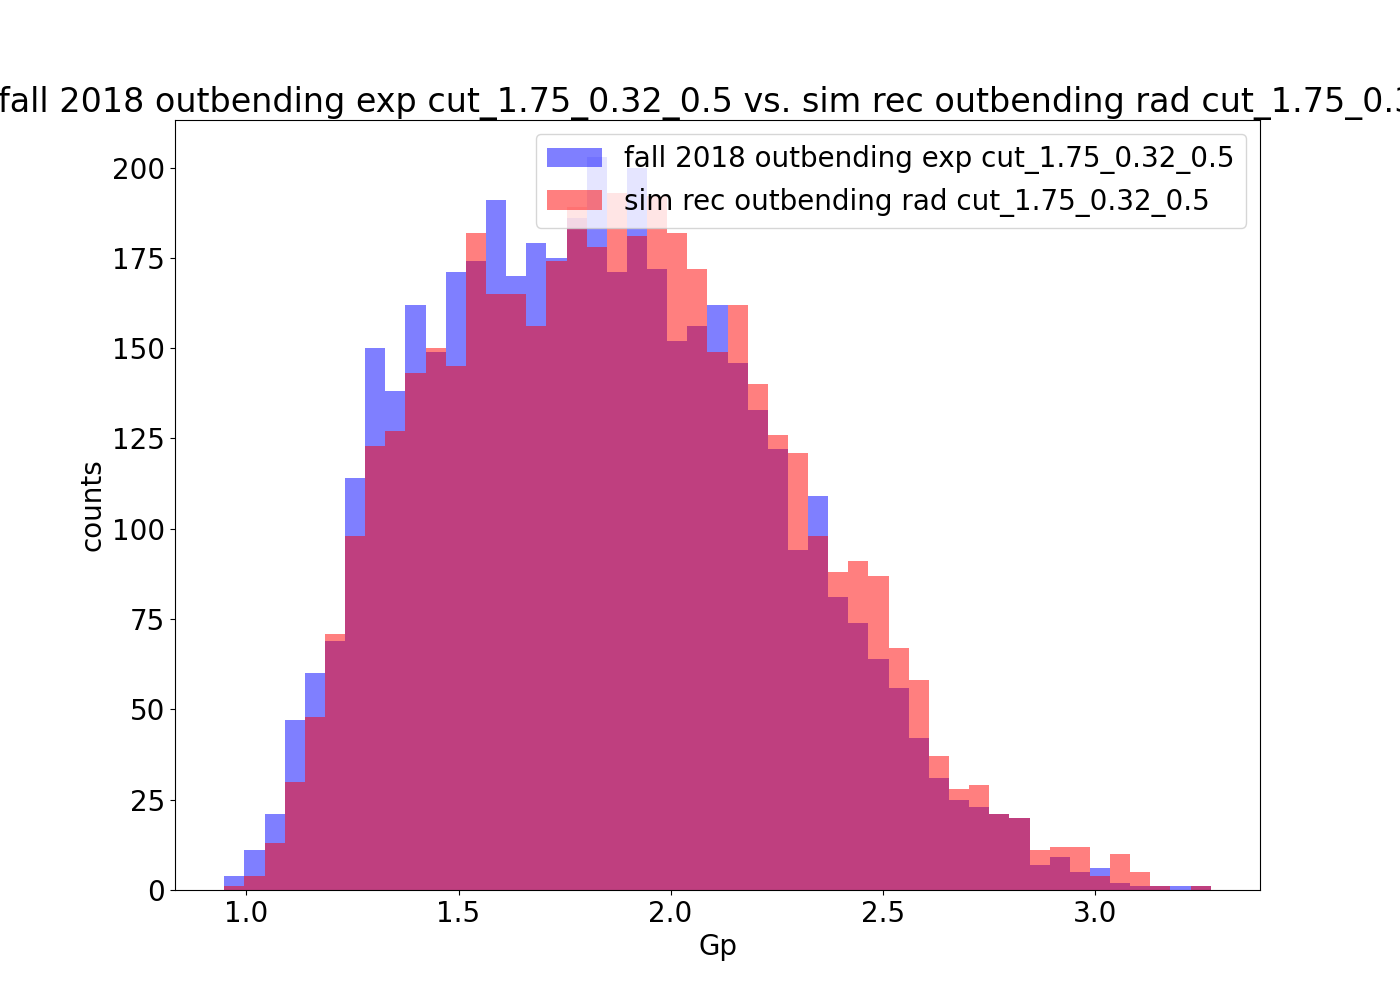 fall 2018 outbending exp cut_1.75_0.32_0.5 vs. sim rec outbending rad cut_1.75_0.3
fall 2018 outbending exp cut_1.75_0.32_0.5
sim rec outbending rad cut_1.75_0.32_0.5
200
175
150
125
100
75
50
25
0
counts
1.0 1.5 2.0 2.5 3.0
Gp